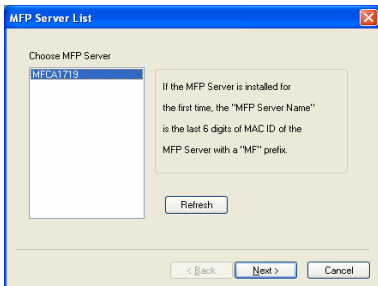 MFP Server List
Choose MFP Server
MFCA1719
If the MFP Server is installed for
the first time, the "MFP Server Name"
is the last 6 digits of MAC ID of the
MFP Server with a "MF" prefix.
Refresh
< Back
Next >
Cancel